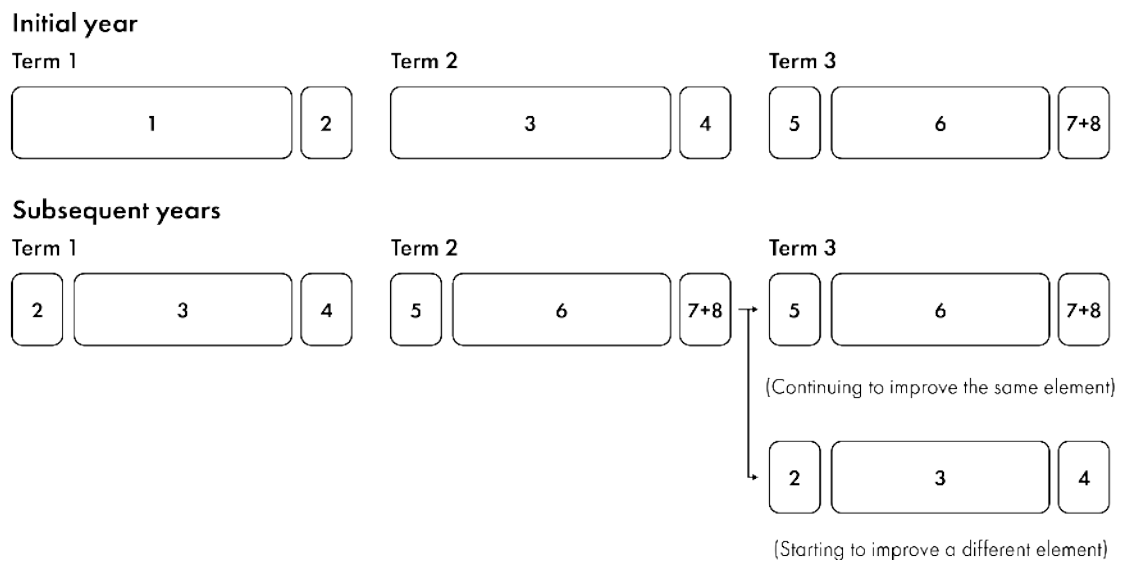 Initial year
Term 1 Term 2 Term 3
1 2 3 4 5 6 7+8
Subsequent years
Term 1 Term 2 Term 3
2 3 4 5 6 7+8 5 6 7+8
(Continuing to improve the same element)
2 3 4
(Starting to improve a different element)